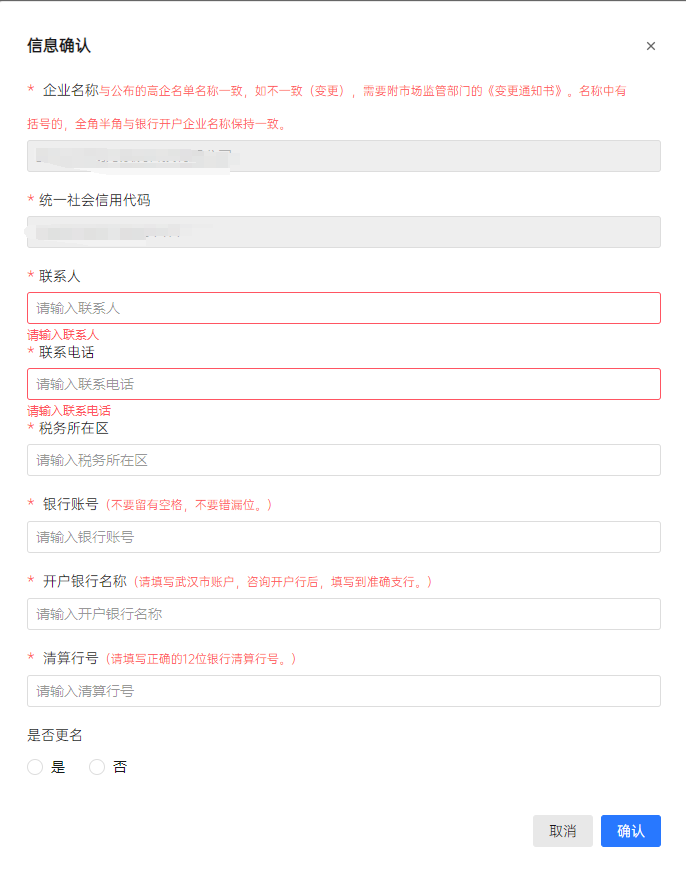 信息确认
×
* 企业名称与公布的高企名单名称一致，如不一致（变更），需要附市场监管部门的《变更通知书》。名称中有
括号的，全角半角与银行开户企业名称保持一致。
* 统一社会信用代码
* 联系人
请输入联系人
请输入联系人
* 联系电话
请输入联系电话
请输入联系电话
* 税务所在区
请输入税务所在区
* 银行账号（不要留有空格，不要错漏位。）
请输入银行账号
* 开户银行名称（请填写武汉市账户，咨询开户行后，填写到准确支行。）
请输入开户银行名称
* 清算行号（请填写正确的12位银行清算行号。）
请输入清算行号
是否更名
是 否
取消 确认